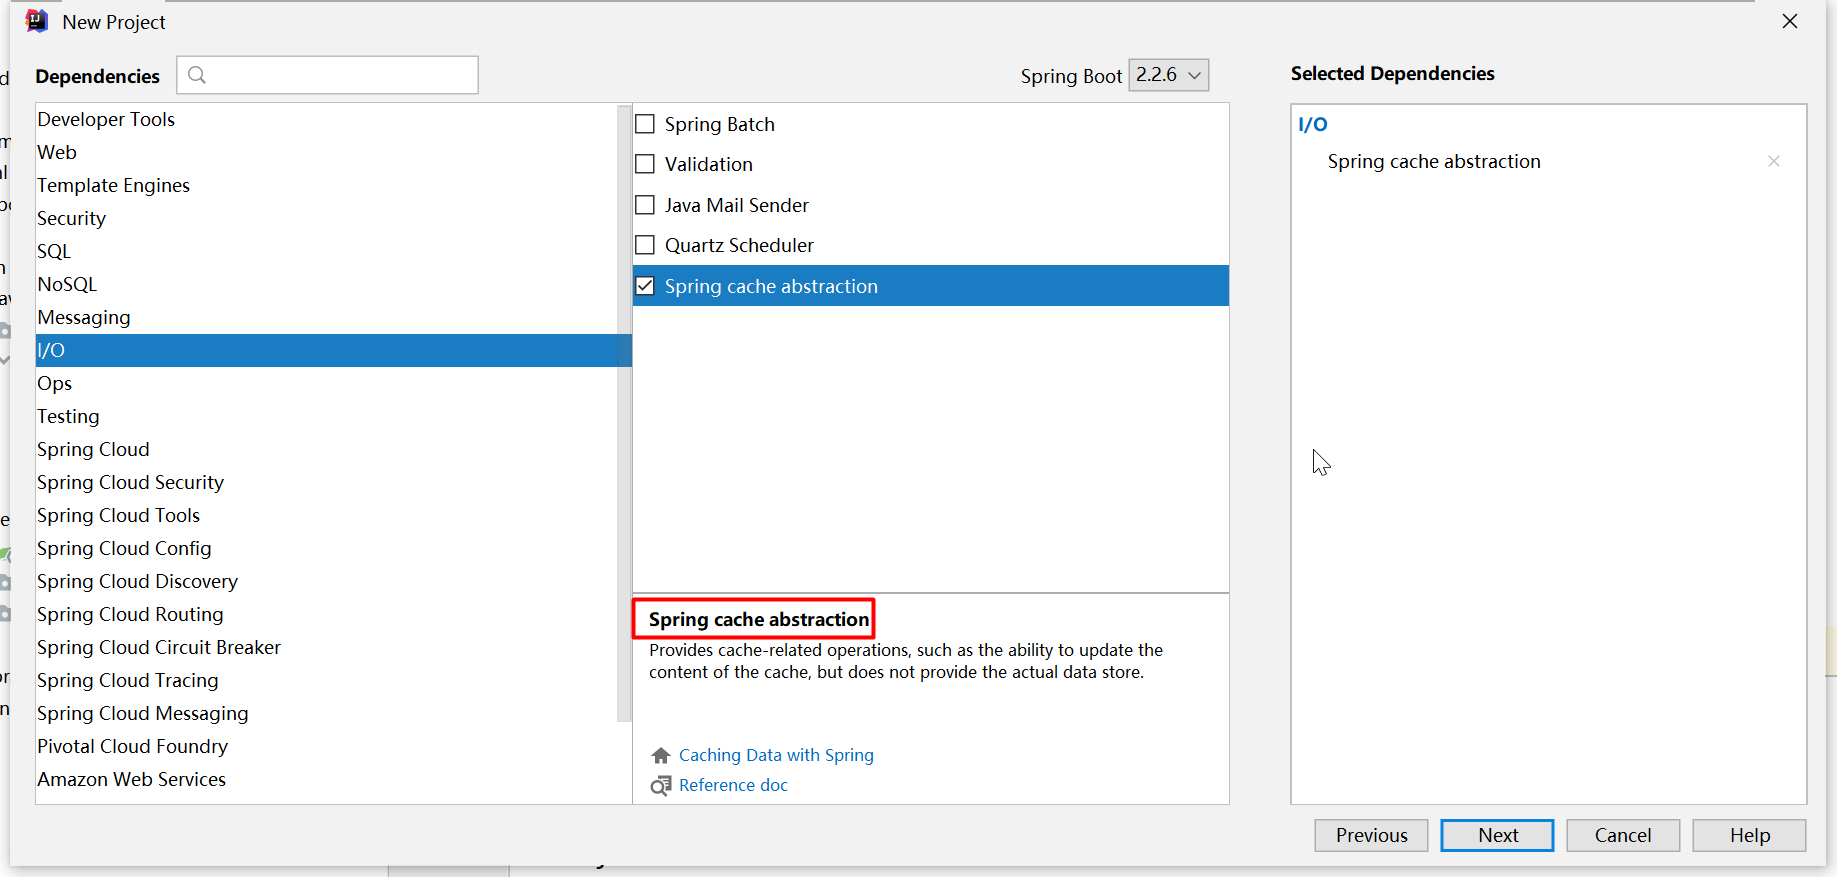 New Project
Dependencies
Spring Boot 2.2.6
Selected Dependencies
Developer Tools
Web
Template Engines
Security
SQL
NoSQL
Messaging
I/O
Ops
Testing
Spring Cloud
Spring Cloud Security
Spring Cloud Tools
Spring Cloud Config
Spring Cloud Discovery
Spring Cloud Routing
Spring Cloud Circuit Breaker
Spring Cloud Tracing
Spring Cloud Messaging
Pivotal Cloud Foundry
Amazon Web Services
Spring Batch
Validation
Java Mail Sender
Quartz Scheduler
Spring cache abstraction
Spring cache abstraction
Provides cache-related operations, such as the ability to update the
content of the cache, but does not provide the actual data store.
Caching Data with Spring
Reference doc
I/O
Spring cache abstraction
Previous
Next
Cancel
Help